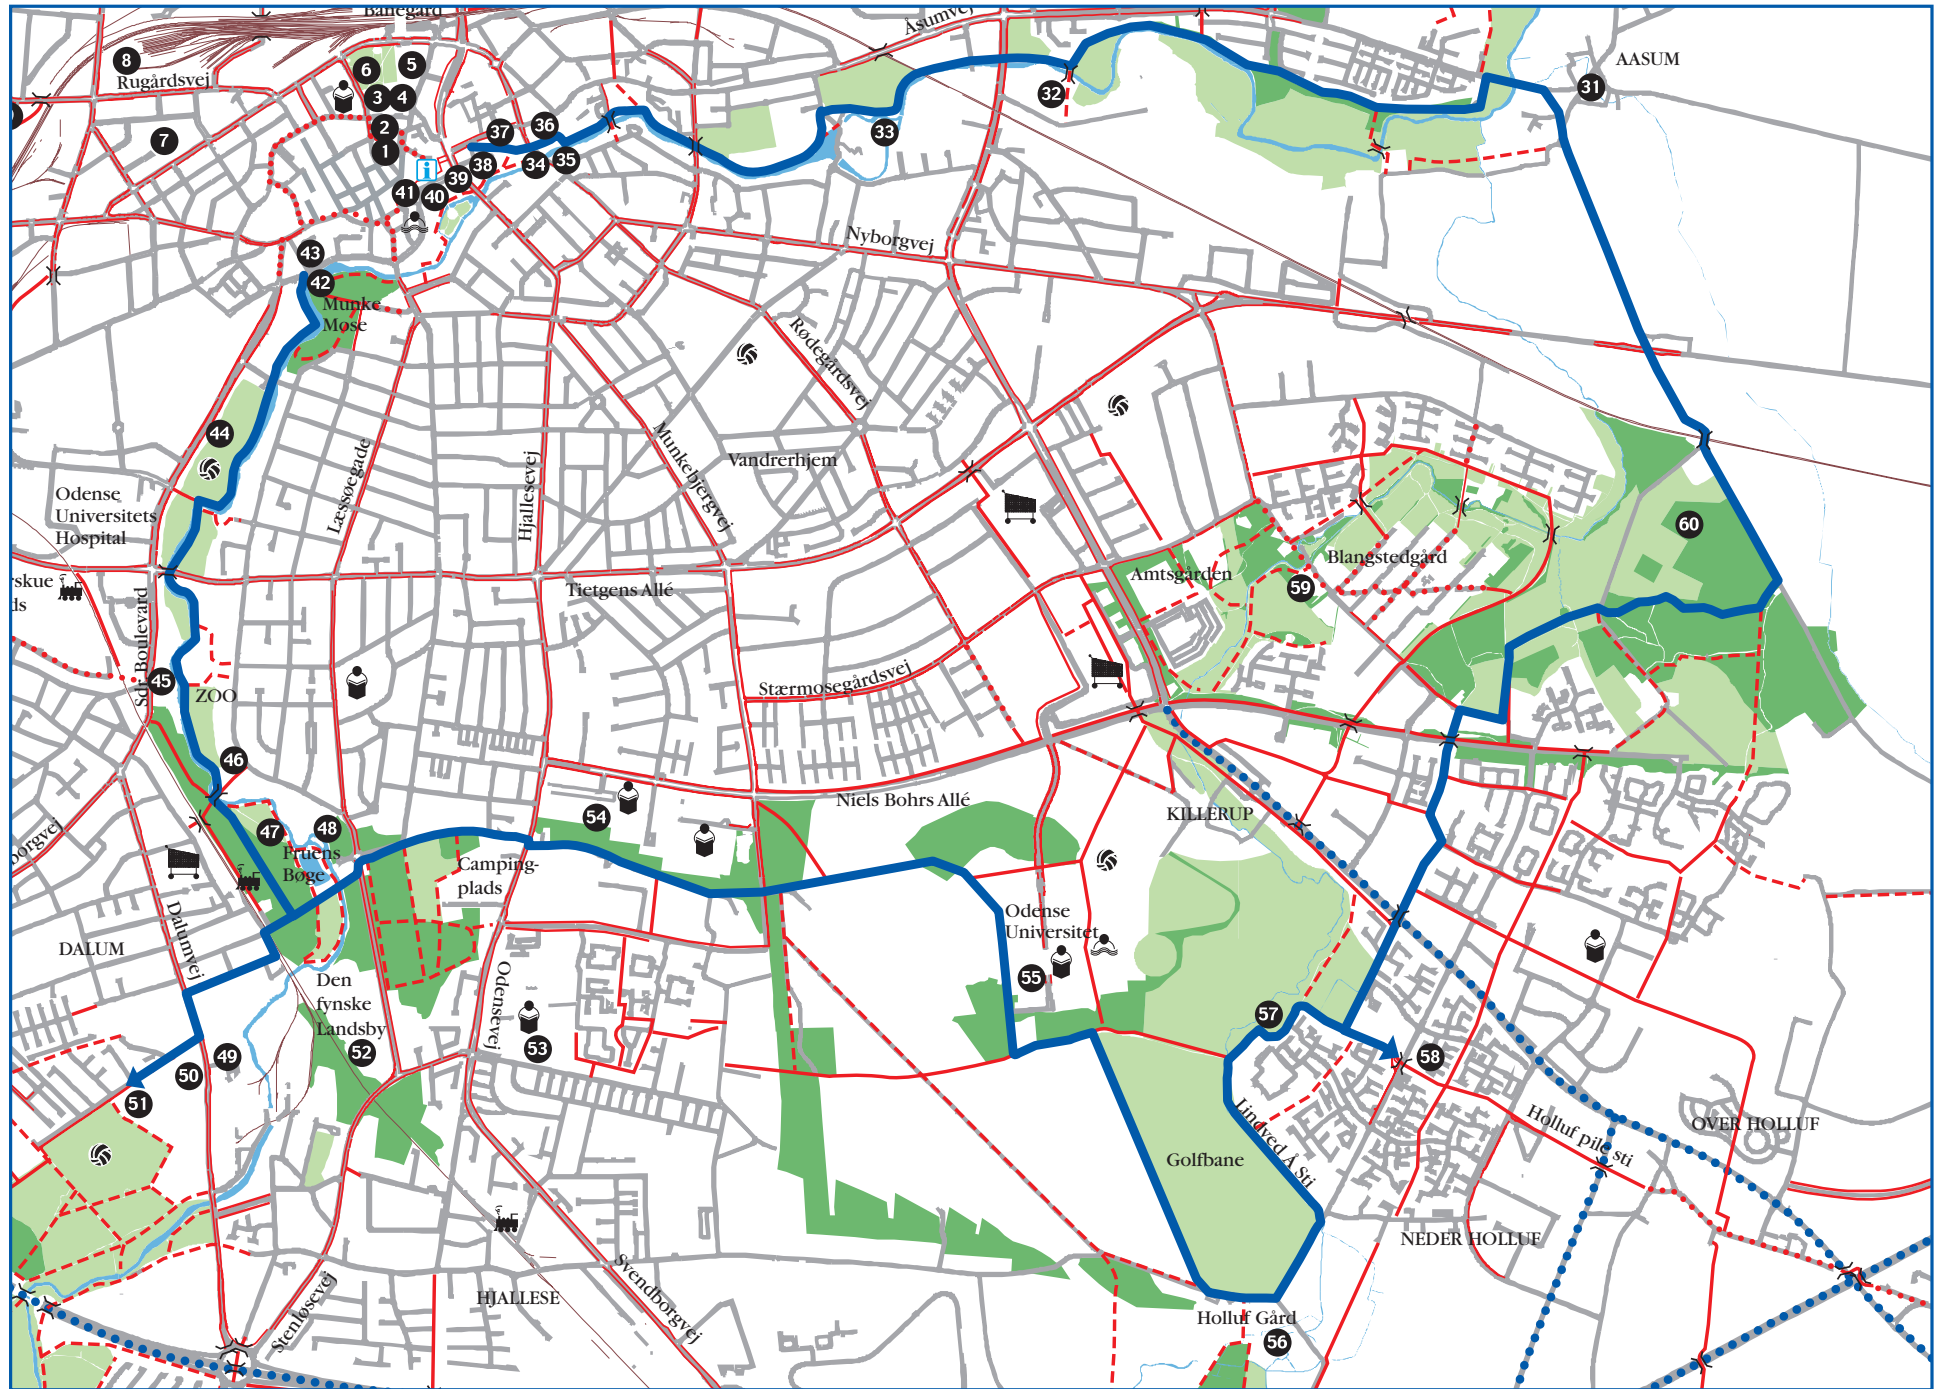 Banegård
Åsumvej
AASUM
8
6
5
31
Rugårdsvej
3
4
32
2
37
36
33
7
1
38
34
35
39
41
40
Nyborgvej
43
42
Munke
Mose
Rødegårdsvej
44
Læssøegade
Hjallesevej
Munkebjergvej
Vandrerhjem
Odense
Universitets
Hospital
60
Blangstedgård
Amtsgården
59
Tietgens Allé
Sdr. Boulevard
45
ZOO
Stærmosegårdsvej
46
Niels Bohrs Allé
KILLERUP
54
47
48
Fruens
Bøge
Camping-
plads
Dalumvej
DALUM
Odense
Universitet
55
Den
fynske
Landsby
52
Odensevej
53
57
58
49
50
51
Lindved Å Sti
Holluf pile sti
OVER HOLLUF
Golfbane
NEDER HOLLUF
HJALLESE
Stenløsevej
Svendborgvej
Holluf Gård
56